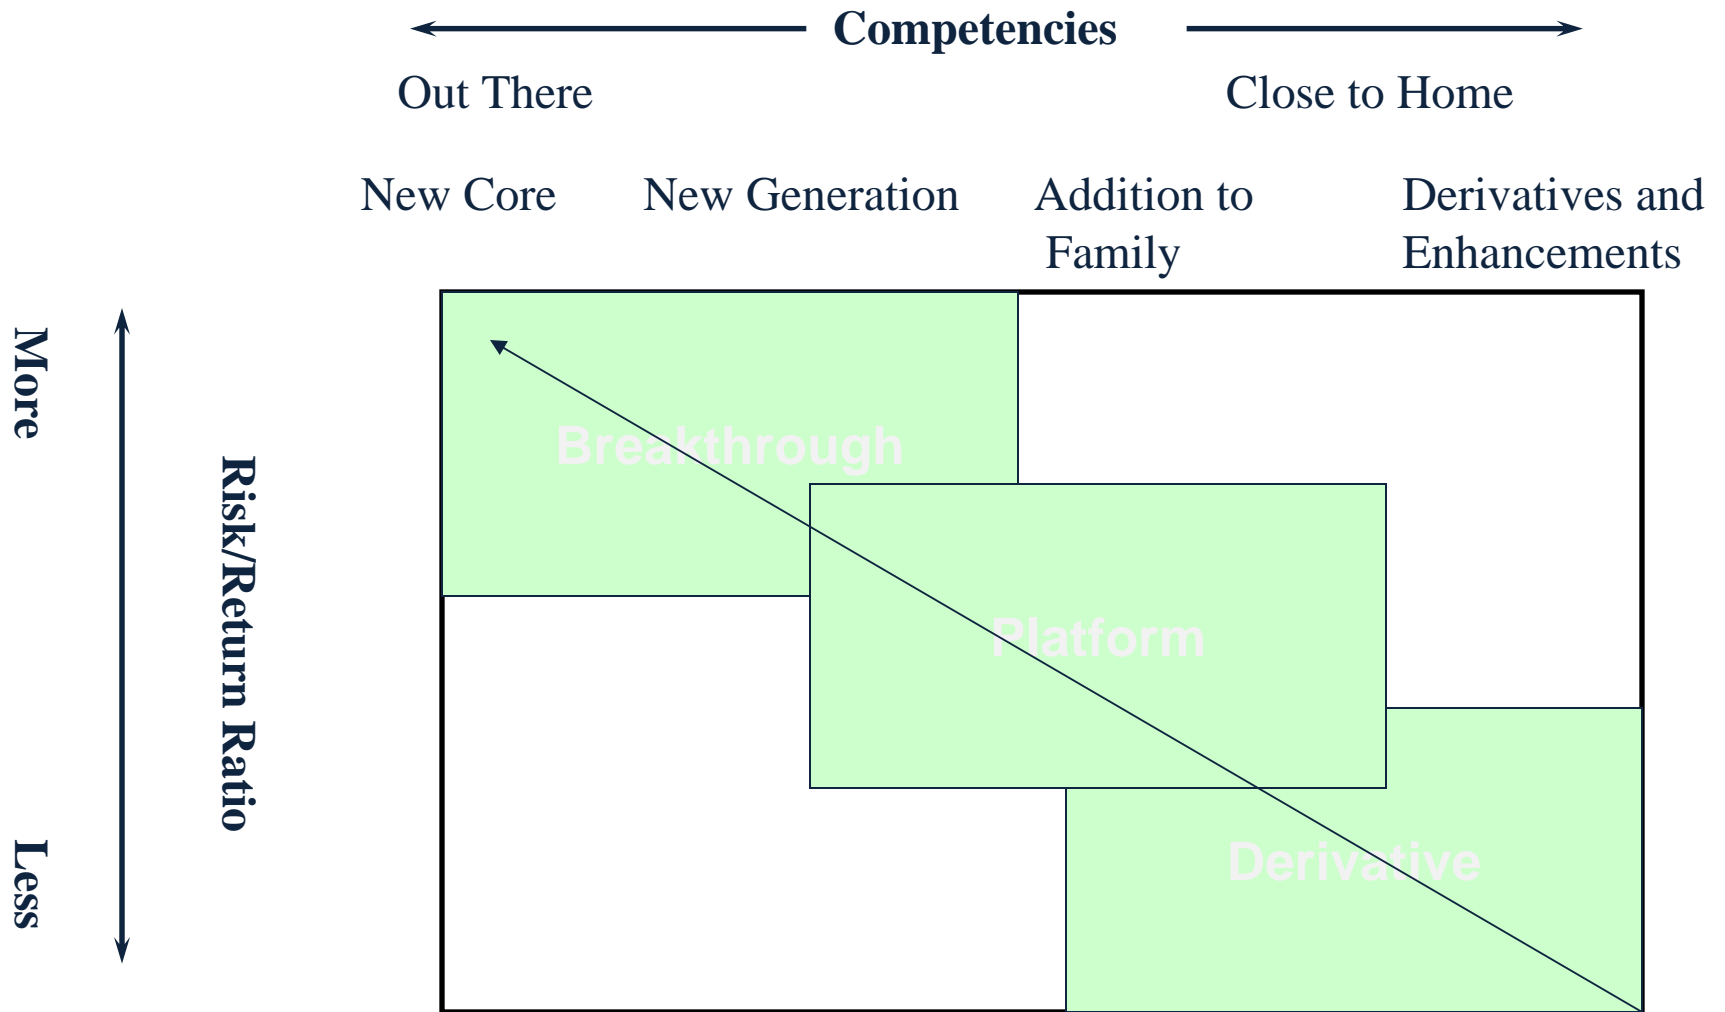 Competencies
Out There
Close to Home
New Core
New Generation
Addition to
Family
Derivatives and
Enhancements
More
Risk/Return Ratio
Less
Breakthrough
Platform
Derivative